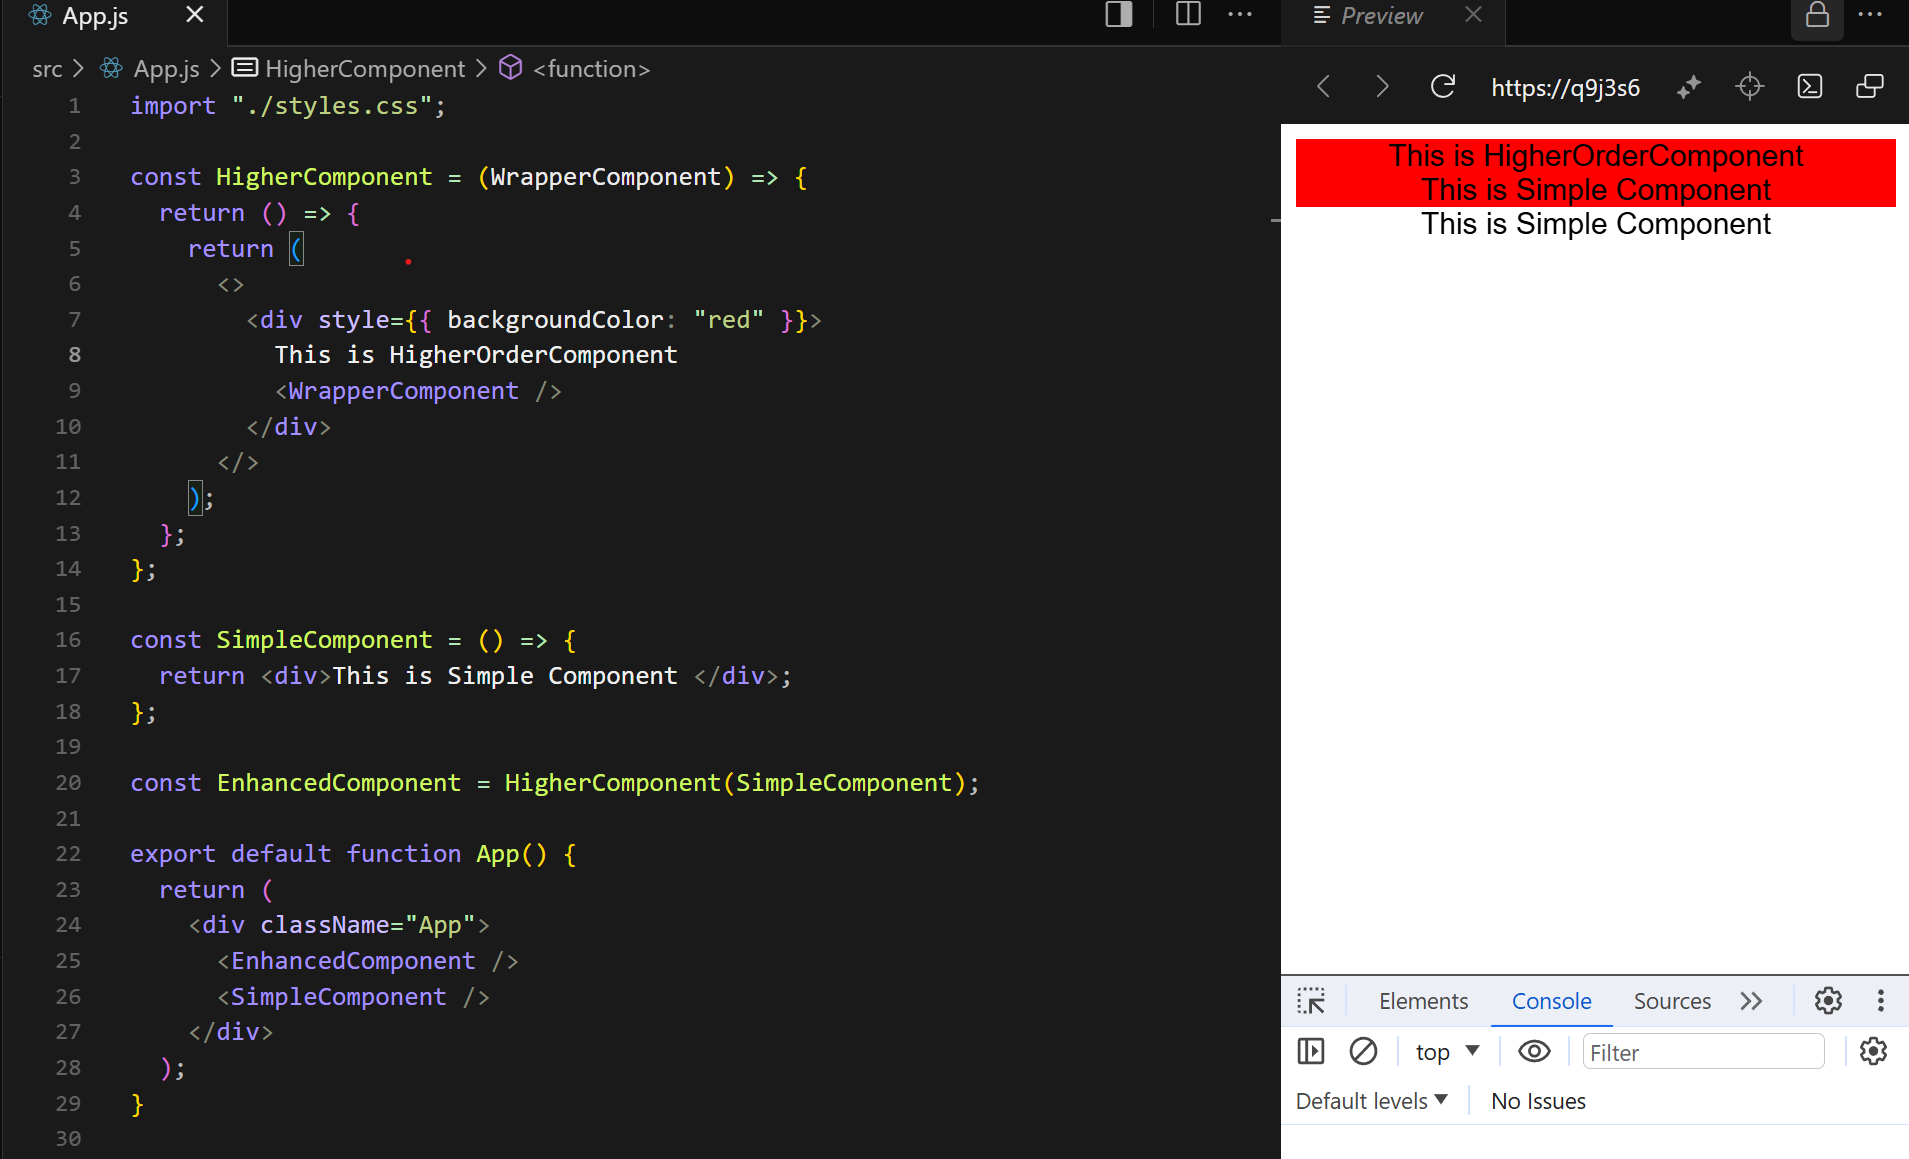 App.js
Preview
src > App.js > HigherComponent > <function>
https://q9j3s6
1 import "./styles.css";
2
3 const HigherComponent = (WrapperComponent) => {
4   return () => {
5     return (
6       <>
7         <div style={{ backgroundColor: "red" }}>
8           This is HigherOrderComponent
9           <WrapperComponent />
10         </div>
11       </>
12     );
13   };
14 };
15
16 const SimpleComponent = () => {
17   return <div>This is Simple Component </div>;
18 };
19
20 const EnhancedComponent = HigherComponent(SimpleComponent);
21
22 export default function App() {
23   return (
24     <div className="App">
25       <EnhancedComponent />
26       <SimpleComponent />
27     </div>
28   );
29 }
30
This is HigherOrderComponent
This is Simple Component
This is Simple Component
Elements Console Sources
top Filter
Default levels No Issues